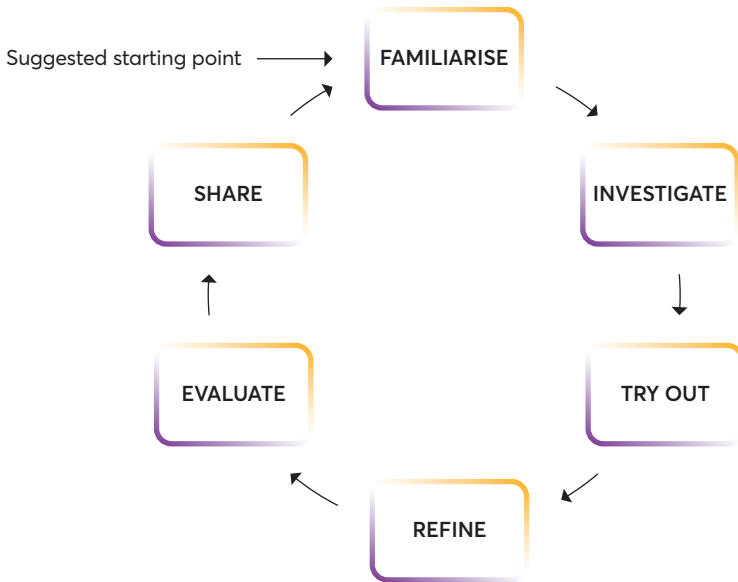 Suggested starting point
FAMILIARISE
INVESTIGATE
TRY OUT
REFINE
EVALUATE
SHARE